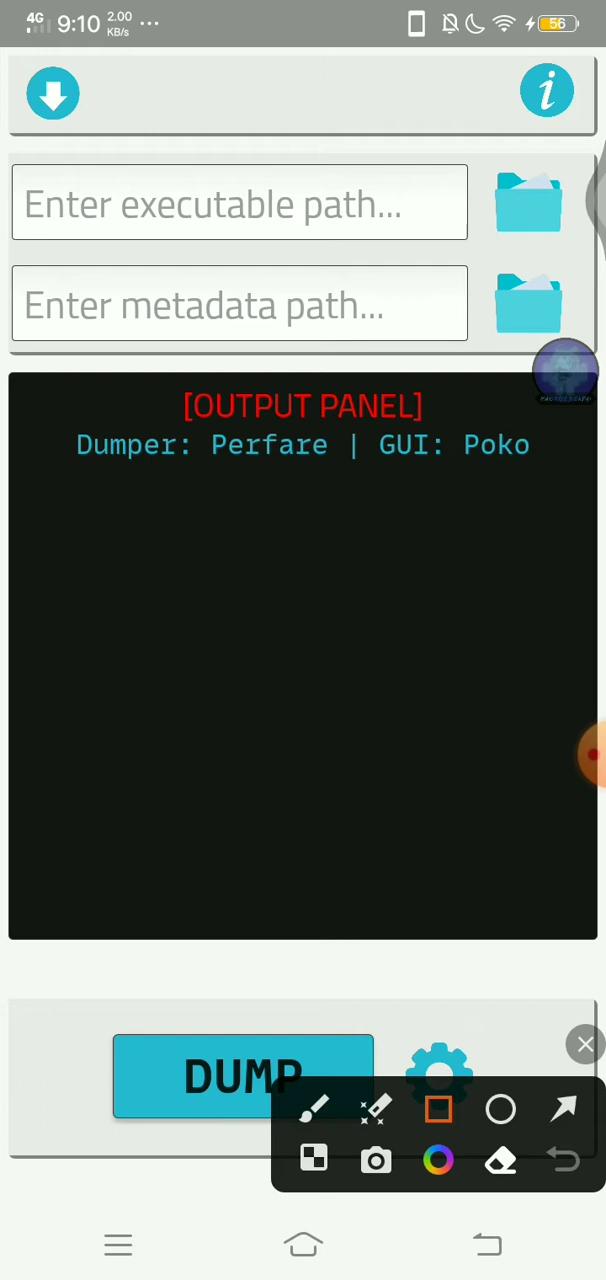 4G 9:10 2.00 KB/s ... 56
i
Enter executable path...
Enter metadata path...
[OUTPUT PANEL]
Dumper: Perfare | GUI: Poko
DUMP